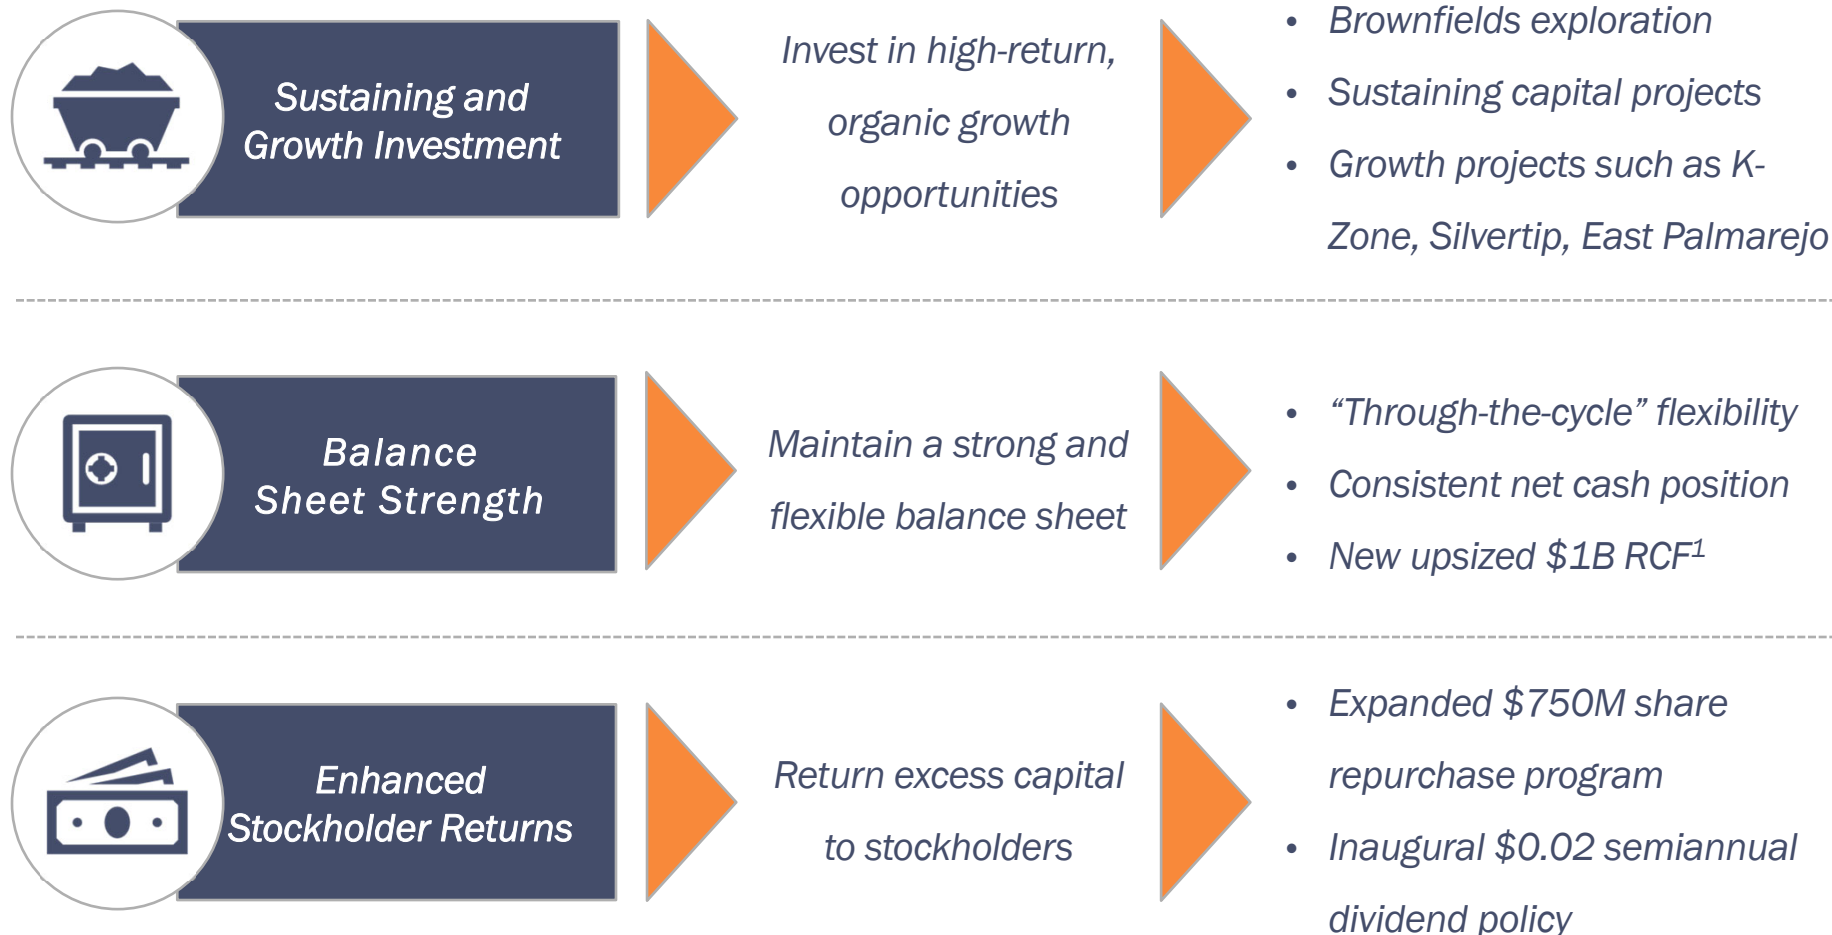 Sustaining and
Growth Investment
Invest in high-return,
organic growth
opportunities
• Brownfields exploration
• Sustaining capital projects
• Growth projects such as K-
Zone, Silvertip, East Palmarejo
Balance
Sheet Strength
Maintain a strong and
flexible balance sheet
• “Through-the-cycle” flexibility
• Consistent net cash position
• New upsized $1B RCF¹
Enhanced
Stockholder Returns
Return excess capital
to stockholders
• Expanded $750M share
repurchase program
• Inaugural $0.02 semiannual
dividend policy